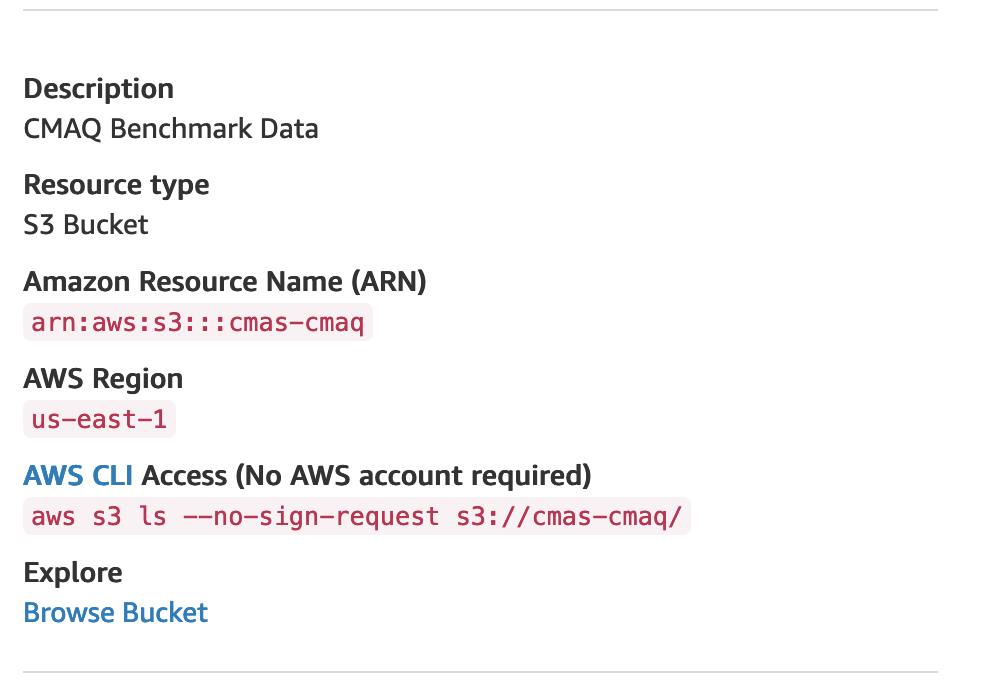 Description
CMAQ Benchmark Data
Resource type
S3 Bucket
Amazon Resource Name (ARN)
arn:aws:s3:::cmas-cmaq
AWS Region
us-east-1
AWS CLI Access (No AWS account required)
aws s3 ls --no-sign-request s3://cmas-cmaq/
Explore
Browse Bucket